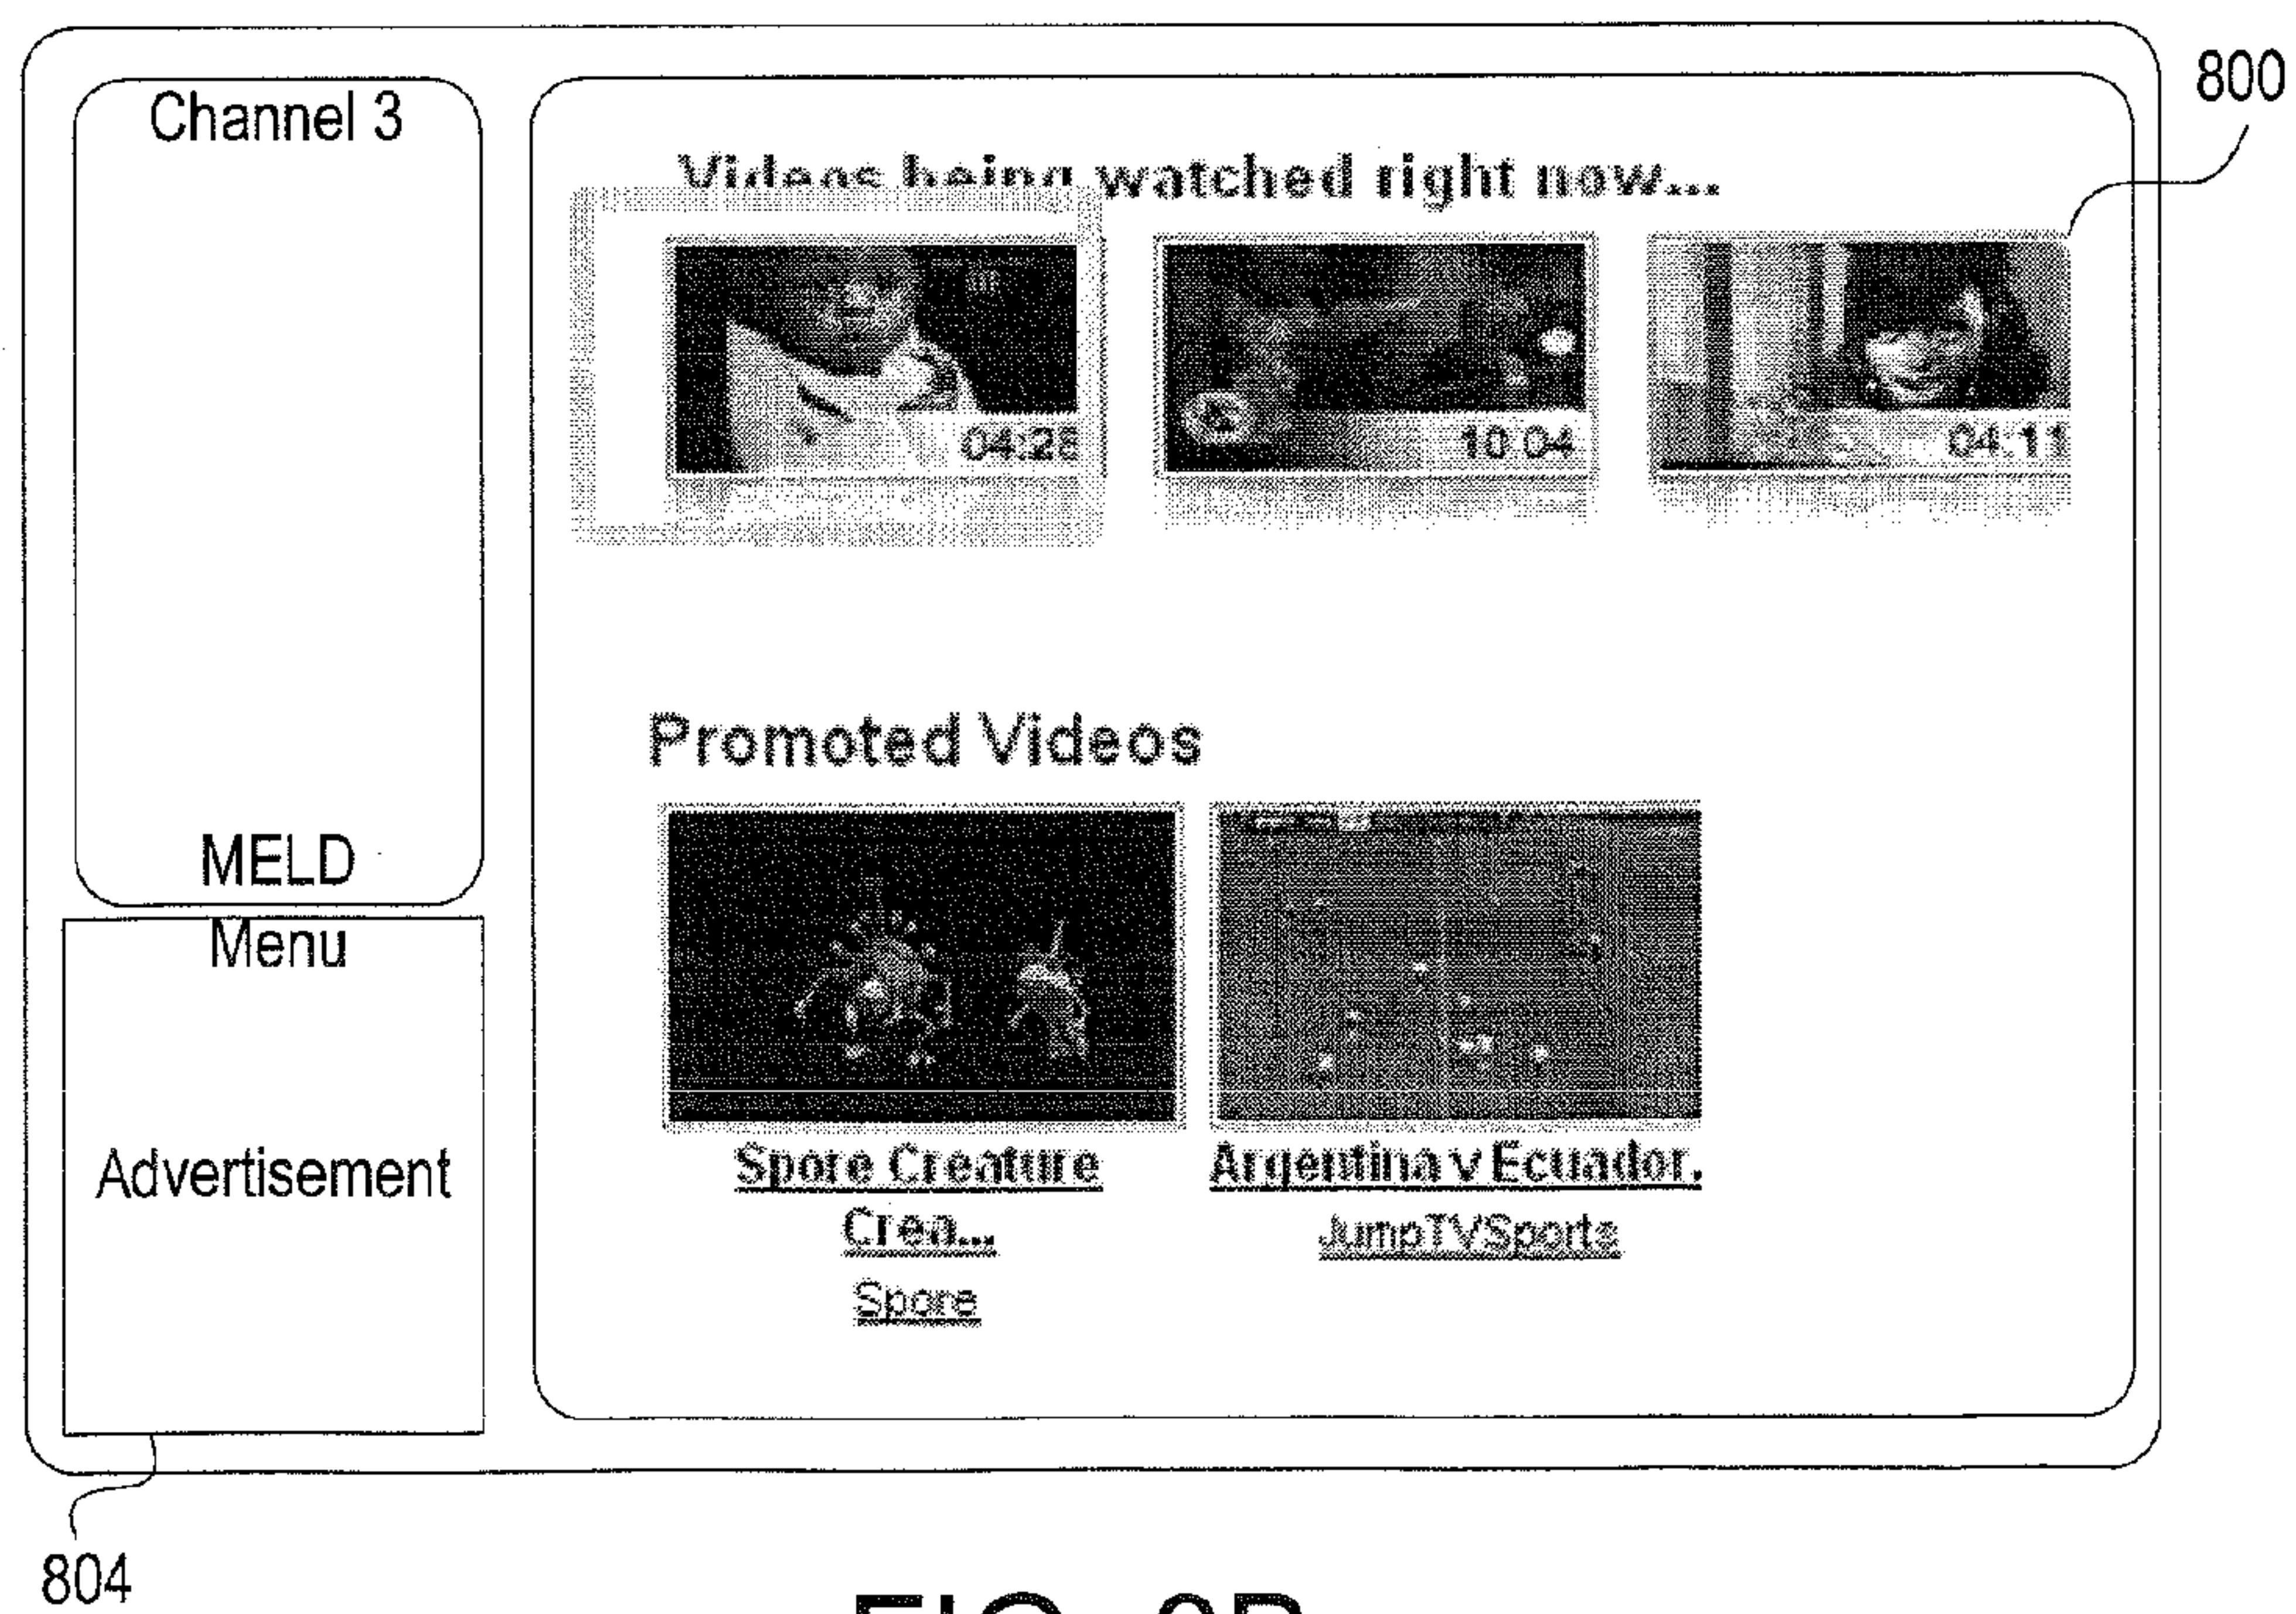 Channel 3
800
Videos being watched right now...
04:28
10:04
04:11
Promoted Videos
MELD
Menu
Advertisement
Spore Creature
Crea...
Spore
Argentina v Ecuador.
JumpTVSports
804